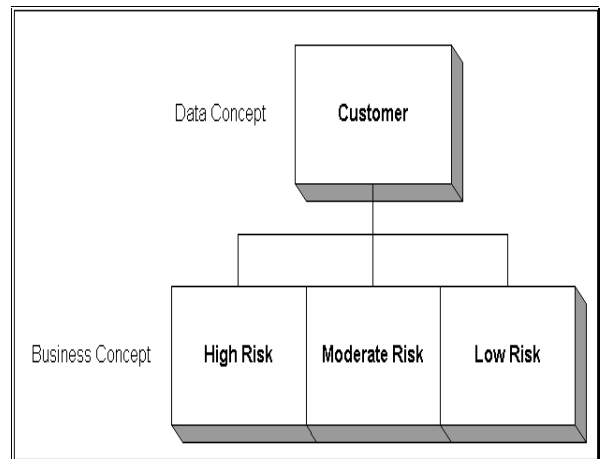 Data Concept Customer
Business Concept High Risk Moderate Risk Low Risk